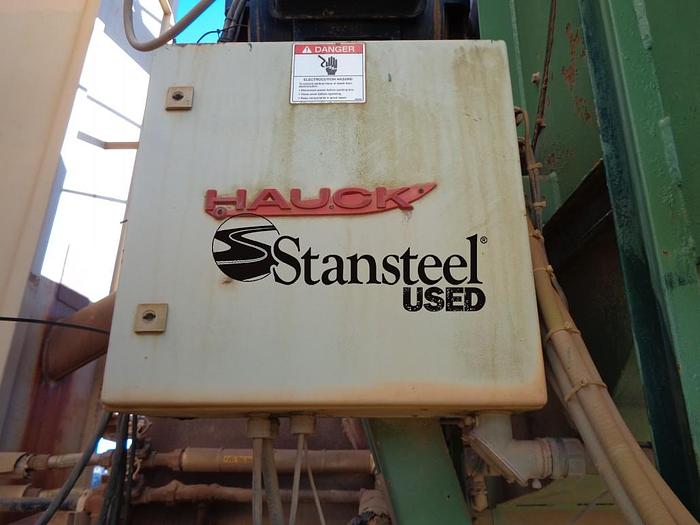 DANGER
ELECTROCUTION HAZARD
HAUCK
Stansteel®
USED